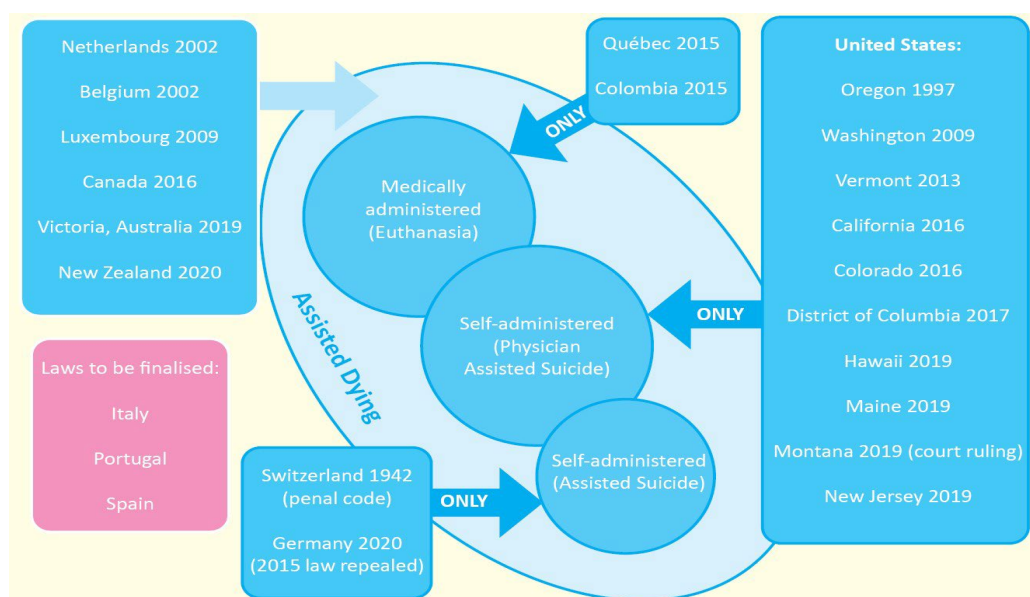 Netherlands 2002
Belgium 2002
Luxembourg 2009
Canada 2016
Victoria, Australia 2019
New Zealand 2020
Québec 2015
Colombia 2015
ONLY
United States:
Oregon 1997
Washington 2009
Vermont 2013
California 2016
Colorado 2016
District of Columbia 2017
Hawaii 2019
Maine 2019
Montana 2019 (court ruling)
New Jersey 2019
ONLY
Medically
administered
(Euthanasia)
Self-administered
(Physician
Assisted Suicide)
Self-administered
(Assisted Suicide)
Assisted Dying
Laws to be finalised:
Italy
Portugal
Spain
Switzerland 1942
(penal code)
Germany 2020
(2015 law repealed)
ONLY